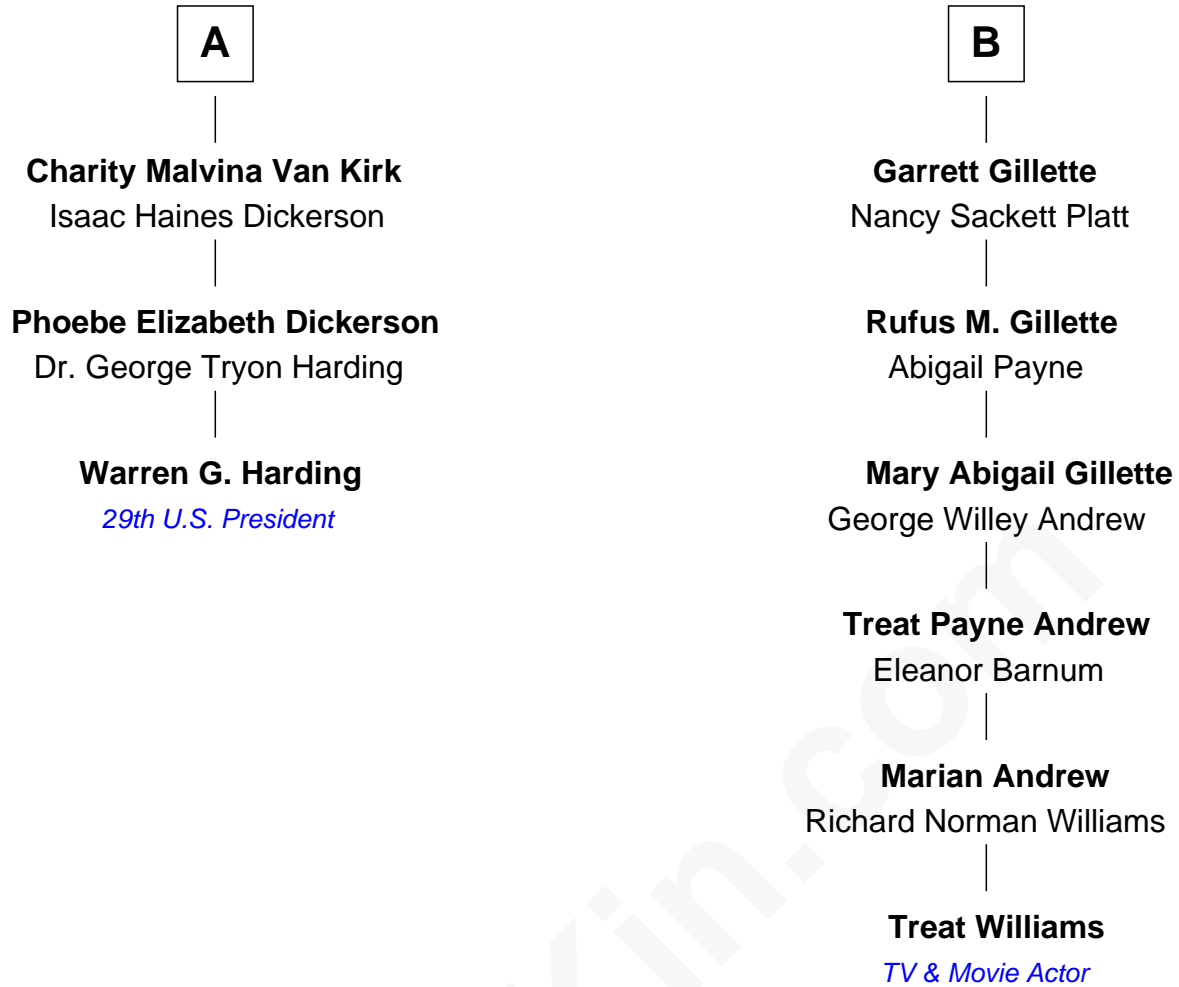 A
Charity Malvina Van Kirk
Isaac Haines Dickerson
Phoebe Elizabeth Dickerson
Dr. George Tryon Harding
Warren G. Harding
29th U.S. President
B
Garrett Gillette
Nancy Sackett Platt
Rufus M. Gillette
Abigail Payne
Mary Abigail Gillette
George Willey Andrew
Treat Payne Andrew
Eleanor Barnum
Marian Andrew
Richard Norman Williams
Treat Williams
TV & Movie Actor
Kin.com